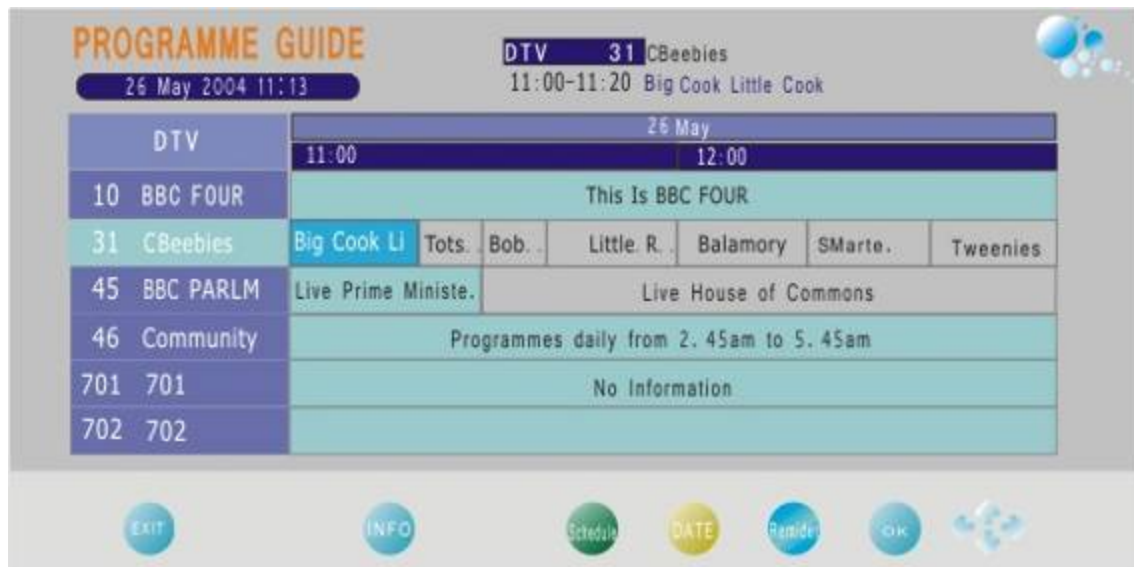 PROGRAMME GUIDE
26 May 2004 11:13
DTV 31 CBeebies
11:00-11:20 Big Cook Little Cook
DTV
26 May
11:00 12:00
10 BBC FOUR This Is BBC FOUR
31 CBeebies Big Cook Li Tots. . Bob. . Little. R. . Balamory SMarte. Tweenies
45 BBC PARLM Live Prime Ministe. Live House of Commons
46 Community Programmes daily from 2. 45am to 5. 45am
701 701 No Information
702 702
EXIT INFO Schedule DATE Remider OK